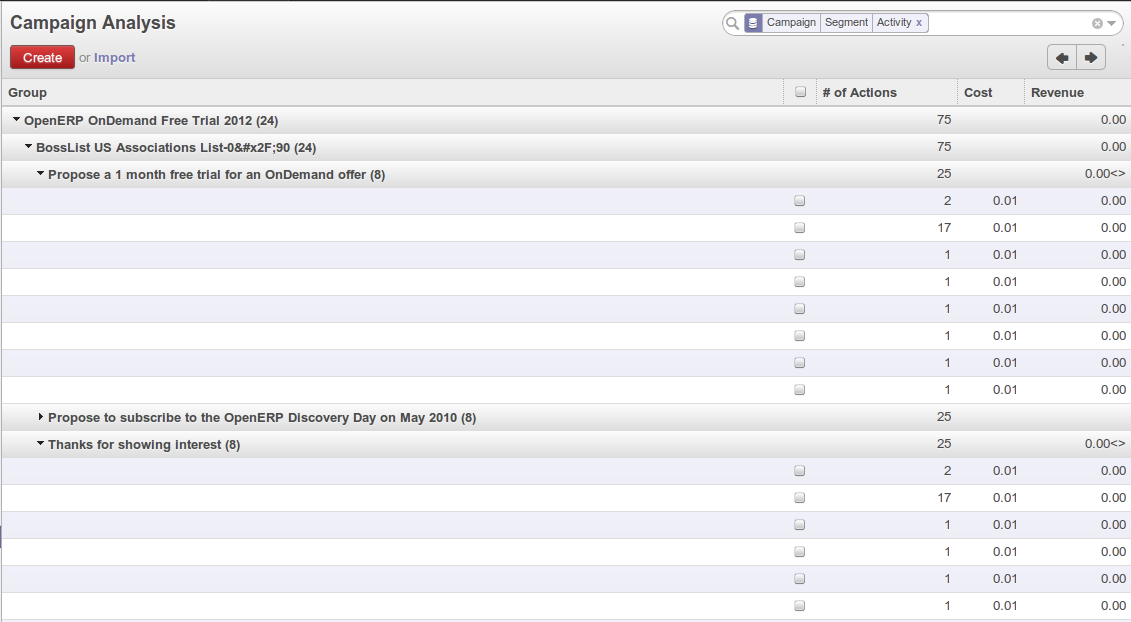 Campaign Analysis
Campaign Segment Activity x
Create or Import
Group # of Actions Cost Revenue
OpenERP OnDemand Free Trial 2012 (24) 75 0.00
BossList US Associations List-0&#x2F;90 (24) 75 0.00
Propose a 1 month free trial for an OnDemand offer (8) 25 0.00<>
2 0.01 0.00
17 0.01 0.00
1 0.01 0.00
1 0.01 0.00
1 0.01 0.00
1 0.01 0.00
1 0.01 0.00
1 0.01 0.00
Propose to subscribe to the OpenERP Discovery Day on May 2010 (8) 25
Thanks for showing interest (8) 25 0.00<>
2 0.01 0.00
17 0.01 0.00
1 0.01 0.00
1 0.01 0.00
1 0.01 0.00
1 0.01 0.00